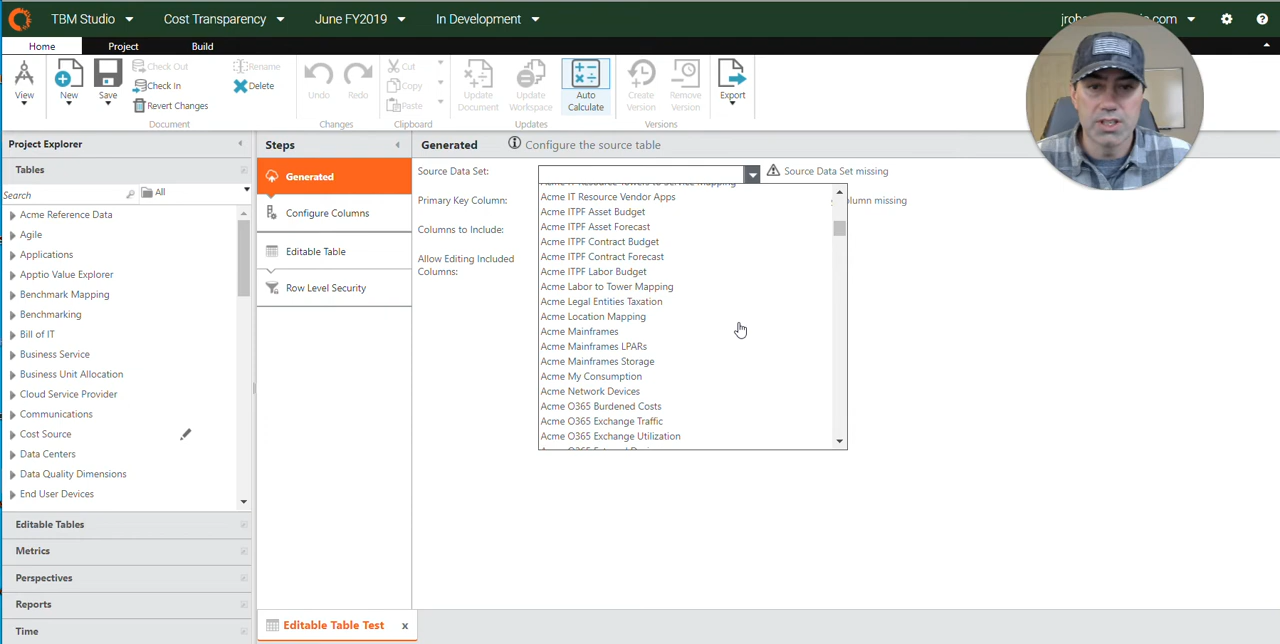 TBM Studio
Cost Transparency
June FY2019
In Development
Home
Project
Build
View
New
Save
Check Out
Check In
Revert Changes
Rename
Delete
Document
Undo
Redo
Changes
Cut
Copy
Paste
Clipboard
Update Document
Update Workspace
Auto Calculate
Updates
Create Version
Remove Version
Versions
Export
Project Explorer
Tables
Search
All
Acme Reference Data
Agile
Applications
Apptio Value Explorer
Benchmark Mapping
Benchmarking
Bill of IT
Business Service
Business Unit Allocation
Cloud Service Provider
Communications
Cost Source
Data Centers
Data Quality Dimensions
End User Devices
Editable Tables
Metrics
Perspectives
Reports
Time
Steps
Generated
Configure Columns
Editable Table
Row Level Security
Generated
Configure the source table
Source Data Set:
Source Data Set missing
Primary Key Column:
missing
Columns to Include:
Allow Editing Included
Columns:
Acme IT Resource Towers to Service Mapping
Acme IT Resource Vendor Apps
Acme ITPF Asset Budget
Acme ITPF Asset Forecast
Acme ITPF Contract Budget
Acme ITPF Contract Forecast
Acme ITPF Labor Budget
Acme Labor to Tower Mapping
Acme Legal Entities Taxation
Acme Location Mapping
Acme Mainframes
Acme Mainframes LPARs
Acme Mainframes Storage
Acme My Consumption
Acme Network Devices
Acme O365 Burdened Costs
Acme O365 Exchange Traffic
Acme O365 Exchange Utilization
Editable Table Test
x